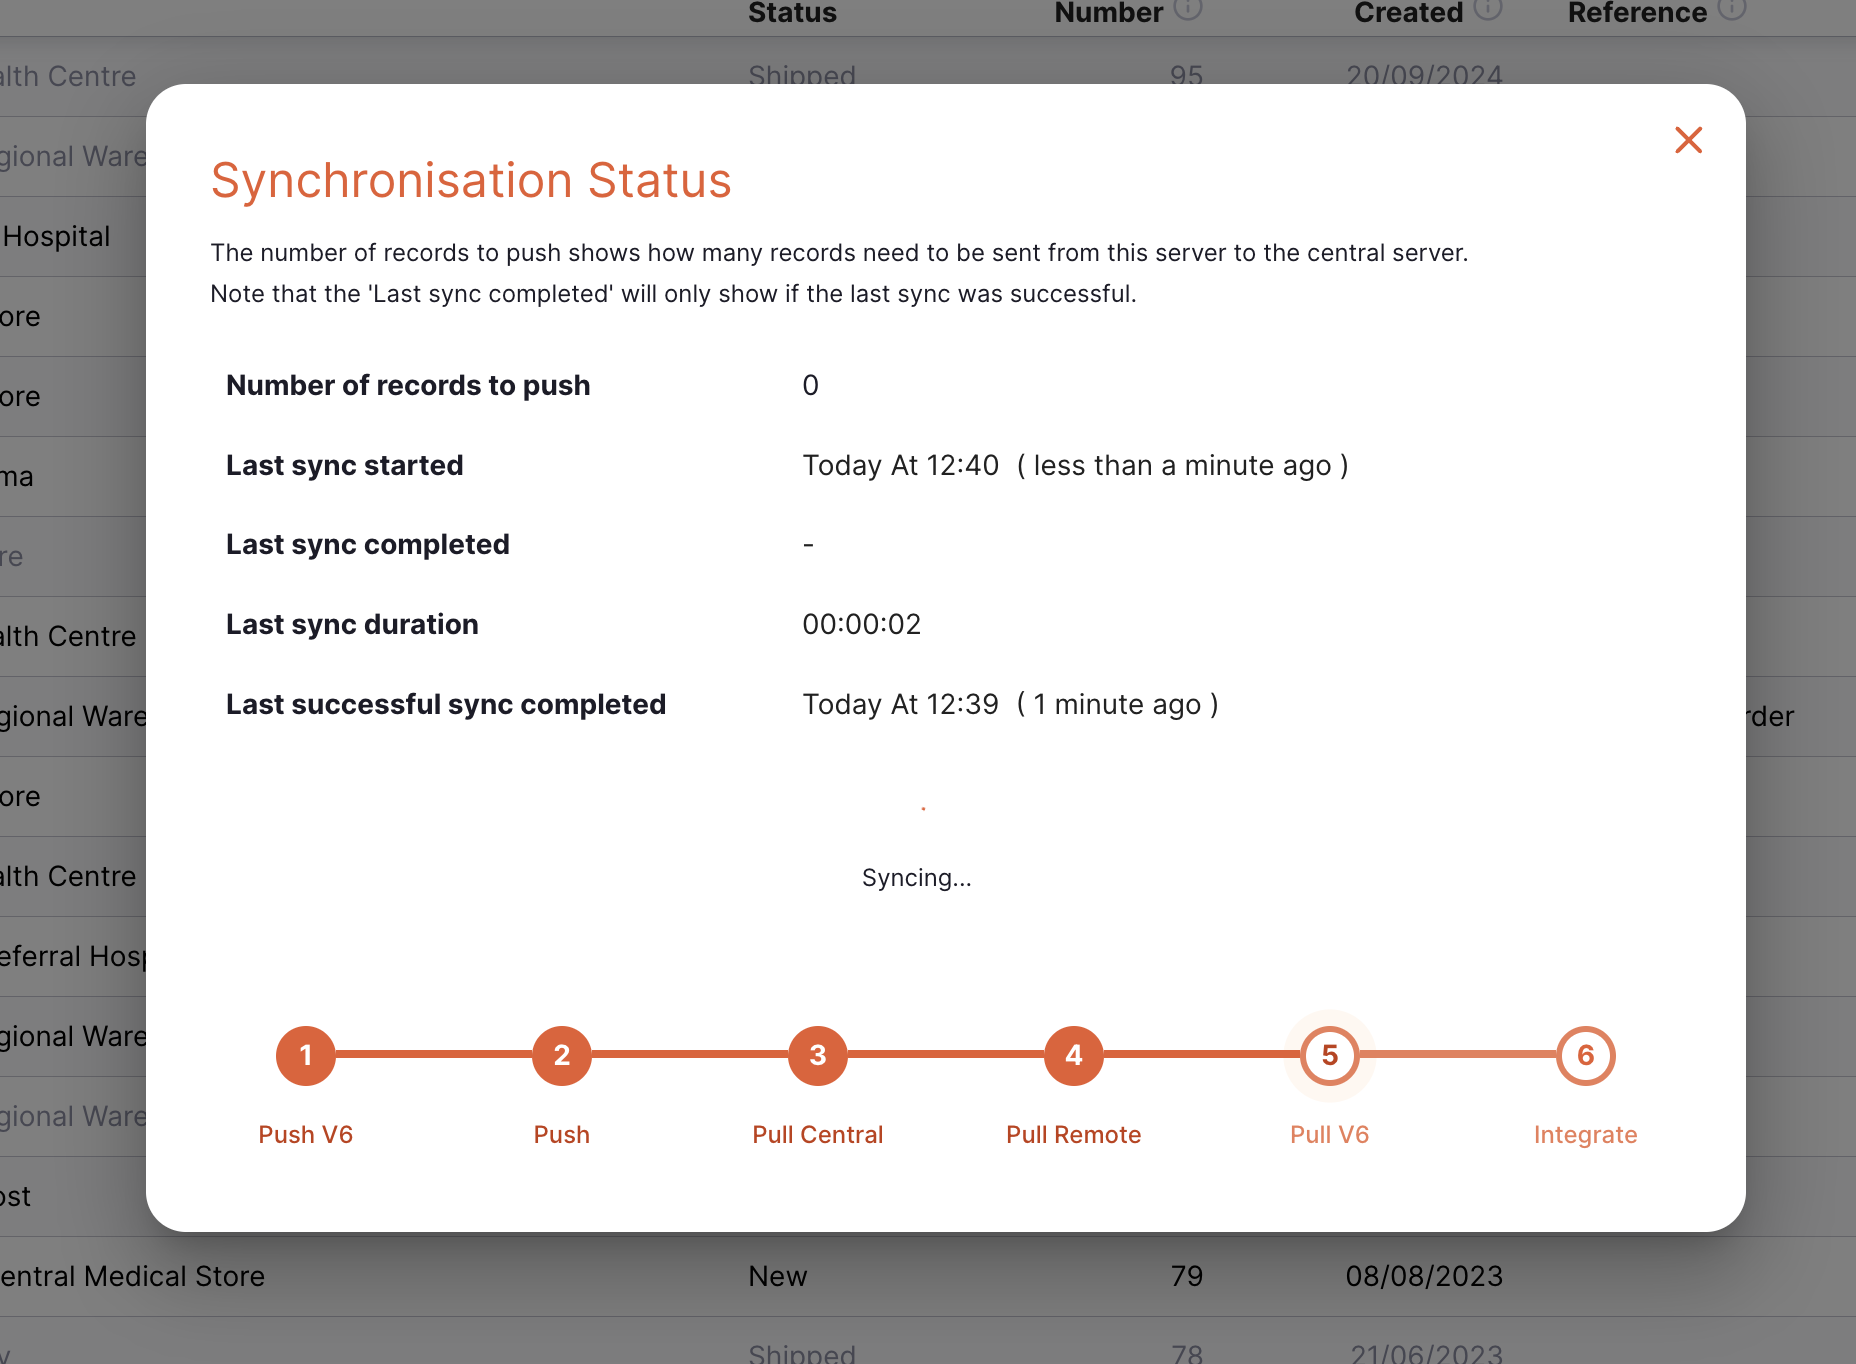 Status Number Created Reference
alth Centre Shipped 95 20/09/2024
gional Ware
Hospital
ore
ore
ma
re
alth Centre
gional Ware rder
ore
alth Centre
eferral Hosp
gional Ware
gional Ware
ost
entral Medical Store New 79 08/08/2023
Shipped 78 21/06/2023
Synchronisation Status
The number of records to push shows how many records need to be sent from this server to the central server.
Note that the 'Last sync completed' will only show if the last sync was successful.
Number of records to push 0
Last sync started Today At 12:40 ( less than a minute ago )
Last sync completed -
Last sync duration 00:00:02
Last successful sync completed Today At 12:39 ( 1 minute ago )
Syncing...
1 2 3 4 5 6
Push V6 Push Pull Central Pull Remote Pull V6 Integrate